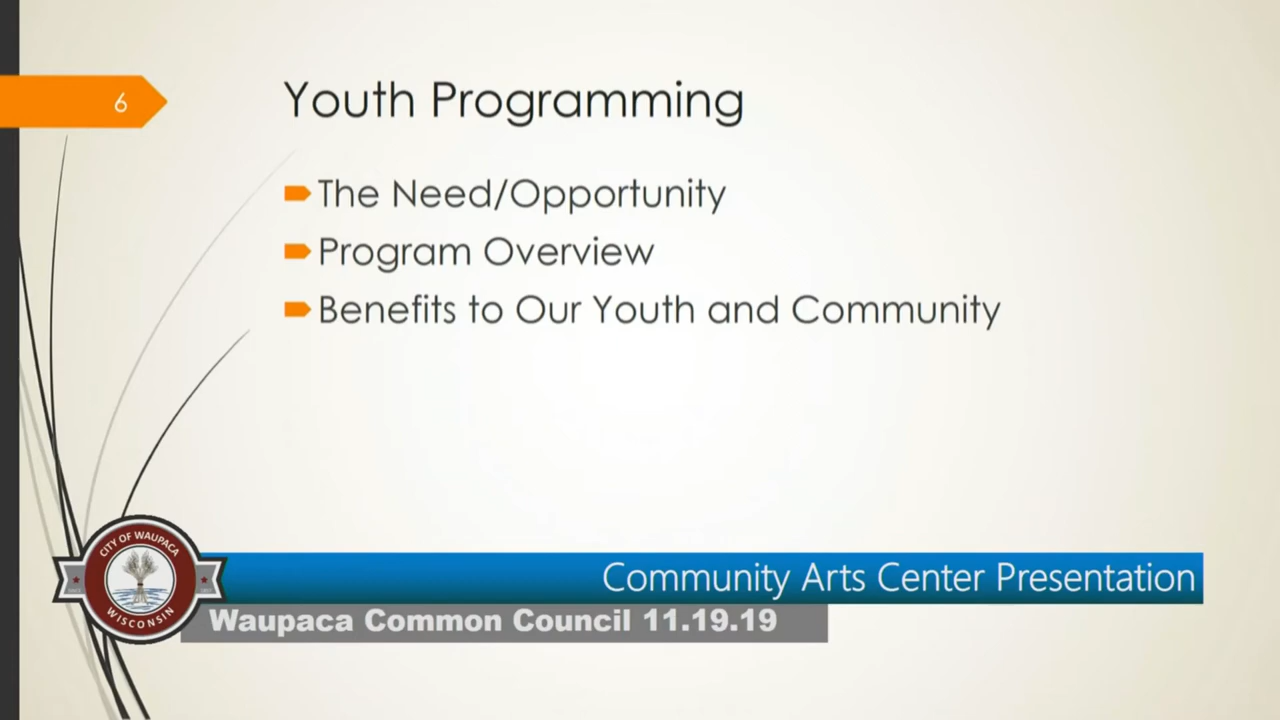 6
Youth Programming
The Need/Opportunity
Program Overview
Benefits to Our Youth and Community
CITY OF WAUPACA
WISCONSIN
Community Arts Center Presentation
Waupaca Common Council 11.19.19